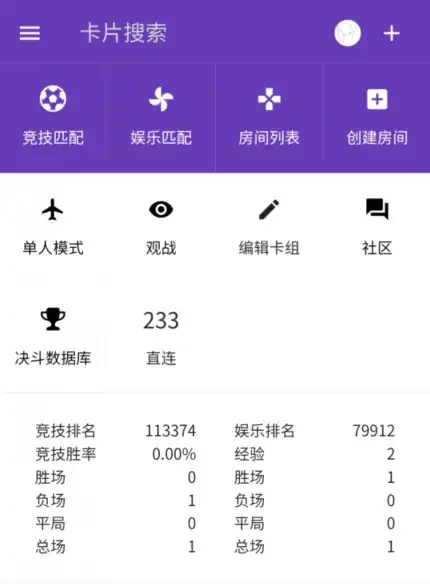 卡片搜索
竞技匹配 娱乐匹配 房间列表 创建房间
单人模式 观战 编辑卡组 社区
233
决斗数据库 直连
竞技排名 113374 娱乐排名 79912
竞技胜率 0.00% 经验 2
胜场 0 胜场 1
负场 1 负场 0
平局 0 平局 0
总场 1 总场 1